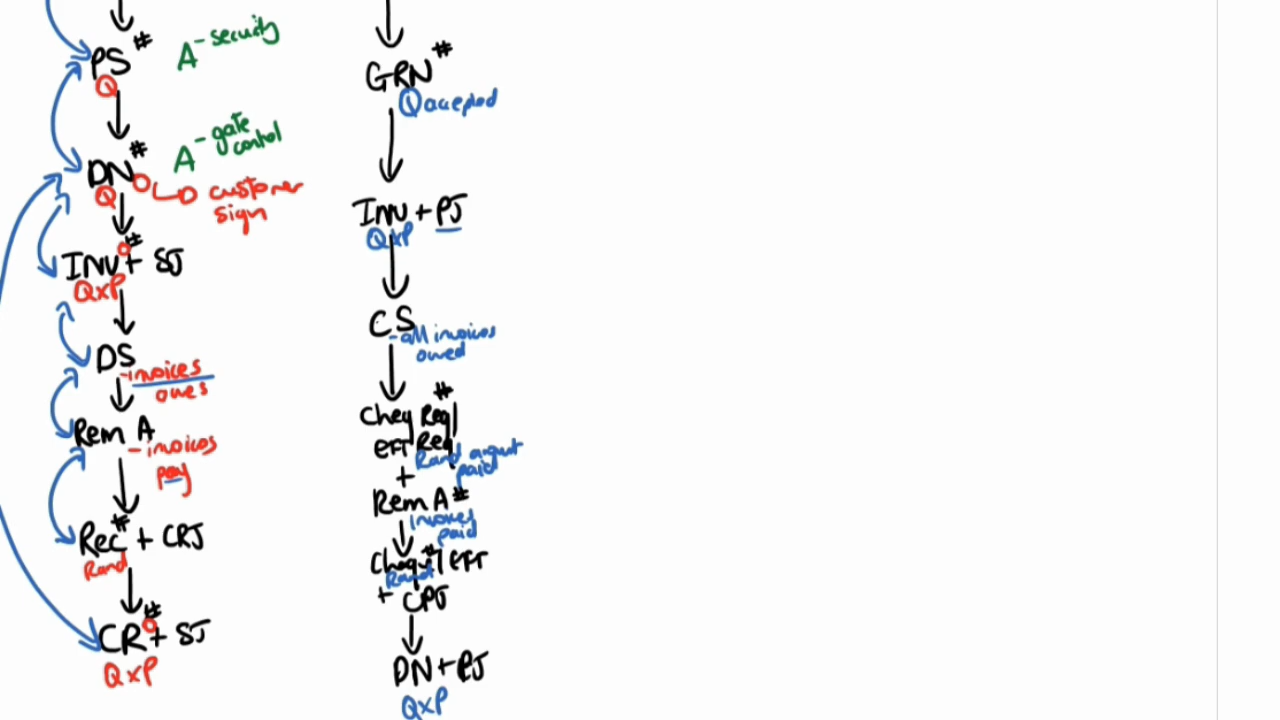 PS #
Q
A - security
DN #
Q
A - gate
control
customer
sign
INV # + SJ
QxP
DS
- invoices
owes
Rem A
- invoices
pay
Rec # + CRJ
Rand
CR # + SJ
QxP
GRN #
Q accepted
Inv + PJ
QxP
CS
- all invoices
owed
Cheq Req | #
EFT Req
Rand amount
paid
+
Rem A #
invoices
paid
Cheque # | EFT
Rand
+ CPJ
DN + PJ
QxP